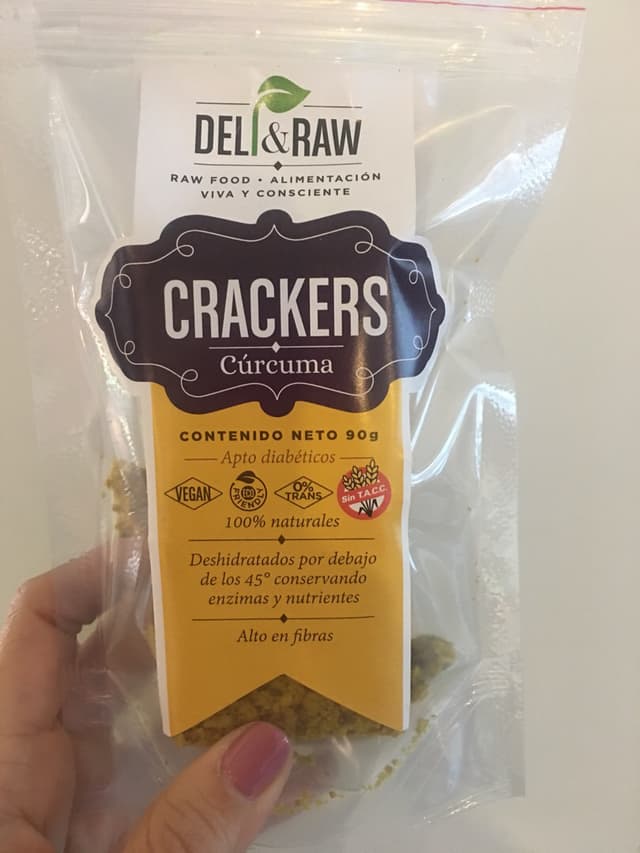 DELI&RAW
RAW FOOD • ALIMENTACIÓN
VIVA Y CONSCIENTE
CRACKERS
Cúrcuma
CONTENIDO NETO 90g
Apto diabéticos
VEGAN
FRIENDLY
0%
TRANS
Sin T.A.C.C.
100% naturales
Deshidratados por debajo
de los 45° conservando
enzimas y nutrientes
Alto en fibras